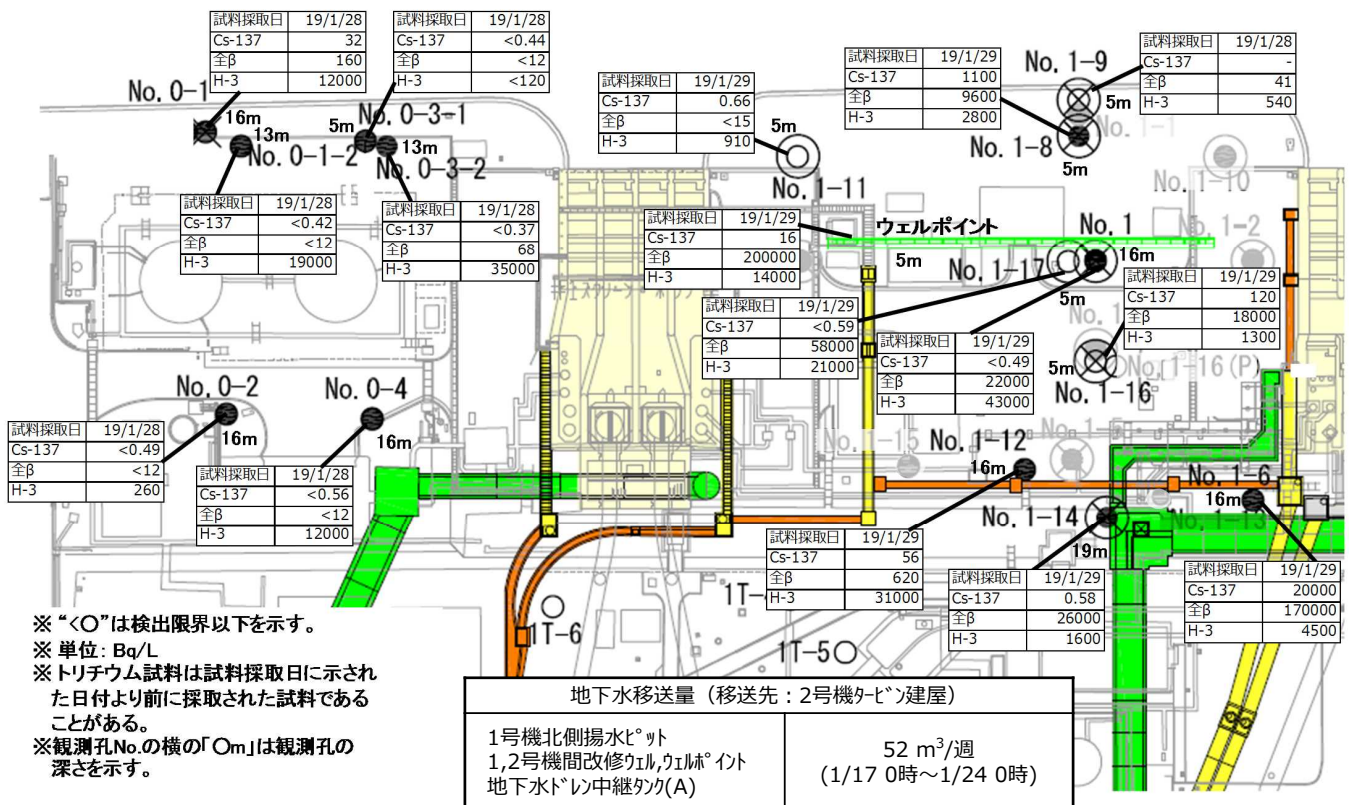 試料採取日 19/1/28
Cs-137 32
全β 160
H-3 12000
試料採取日 19/1/28
Cs-137 <0.44
全β <12
H-3 <120
試料採取日 19/1/29
Cs-137 0.66
全β <15
H-3 910
試料採取日 19/1/29
Cs-137 1100
全β 9600
H-3 2800
試料採取日 19/1/28
Cs-137 -
全β 41
H-3 540
No. 0-1
16m
13m
No. 0-1-2
5m
No. 0-3-1
13m
No. 0-3-2
5m
No. 1-11
No. 1-9
5m
No. 1-1
No. 1-8
5m
No. 1-10
試料採取日 19/1/28
Cs-137 <0.42
全β <12
H-3 19000
試料採取日 19/1/28
Cs-137 <0.37
全β 68
H-3 35000
試料採取日 19/1/29
Cs-137 16
全β 200000
H-3 14000
ウェルポイント
5m
No. 1
16m
No. 1-2
No. 1-17
5m
試料採取日 19/1/29
Cs-137 <0.59
全β 58000
H-3 21000
試料採取日 19/1/29
Cs-137 <0.49
全β 22000
H-3 43000
試料採取日 19/1/29
Cs-137 120
全β 18000
H-3 1300
5m
No. 1-16
No. 1-16(P)
No. 0-2
16m
No. 0-4
16m
No. 1-15
No. 1-12
16m
No. 1-6
16m
No. 1-13
No. 1-14
19m
試料採取日 19/1/28
Cs-137 <0.49
全β <12
H-3 260
試料採取日 19/1/28
Cs-137 <0.56
全β <12
H-3 12000
試料採取日 19/1/29
Cs-137 56
全β 620
H-3 31000
試料採取日 19/1/29
Cs-137 0.58
全β 26000
H-3 1600
試料採取日 19/1/29
Cs-137 20000
全β 170000
H-3 4500
1T-6
1T-5
※ “<〇”は検出限界以下を示す。
※ 単位: Bq/L
※トリチウム試料は試料採取日に示され
た日付より前に採取された試料である
ことがある。
※観測孔No.の横の「〇m」は観測孔の
深さを示す。
地下水移送量（移送先：2号機ﾀｰﾋﾞﾝ建屋）
1号機北側揚水ﾋﾟｯﾄ
1,2号機間改修ｳｪﾙ,ｳｪﾙﾎﾟｲﾝﾄ
地下水ﾄﾞﾚﾝ中継ﾀﾝｸ(A)
52 m³/週
(1/17 0時～1/24 0時)